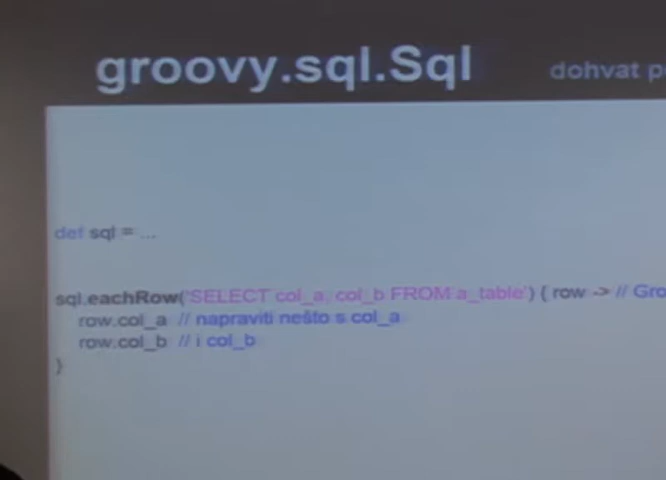 groovy.sql.Sql
dohvat
def sql = ...
sql.eachRow('SELECT col_a, col_b FROM a_table') { row -> // Gro
row.col_a // napraviti nešto s col_a
row.col_b // i col_b
}